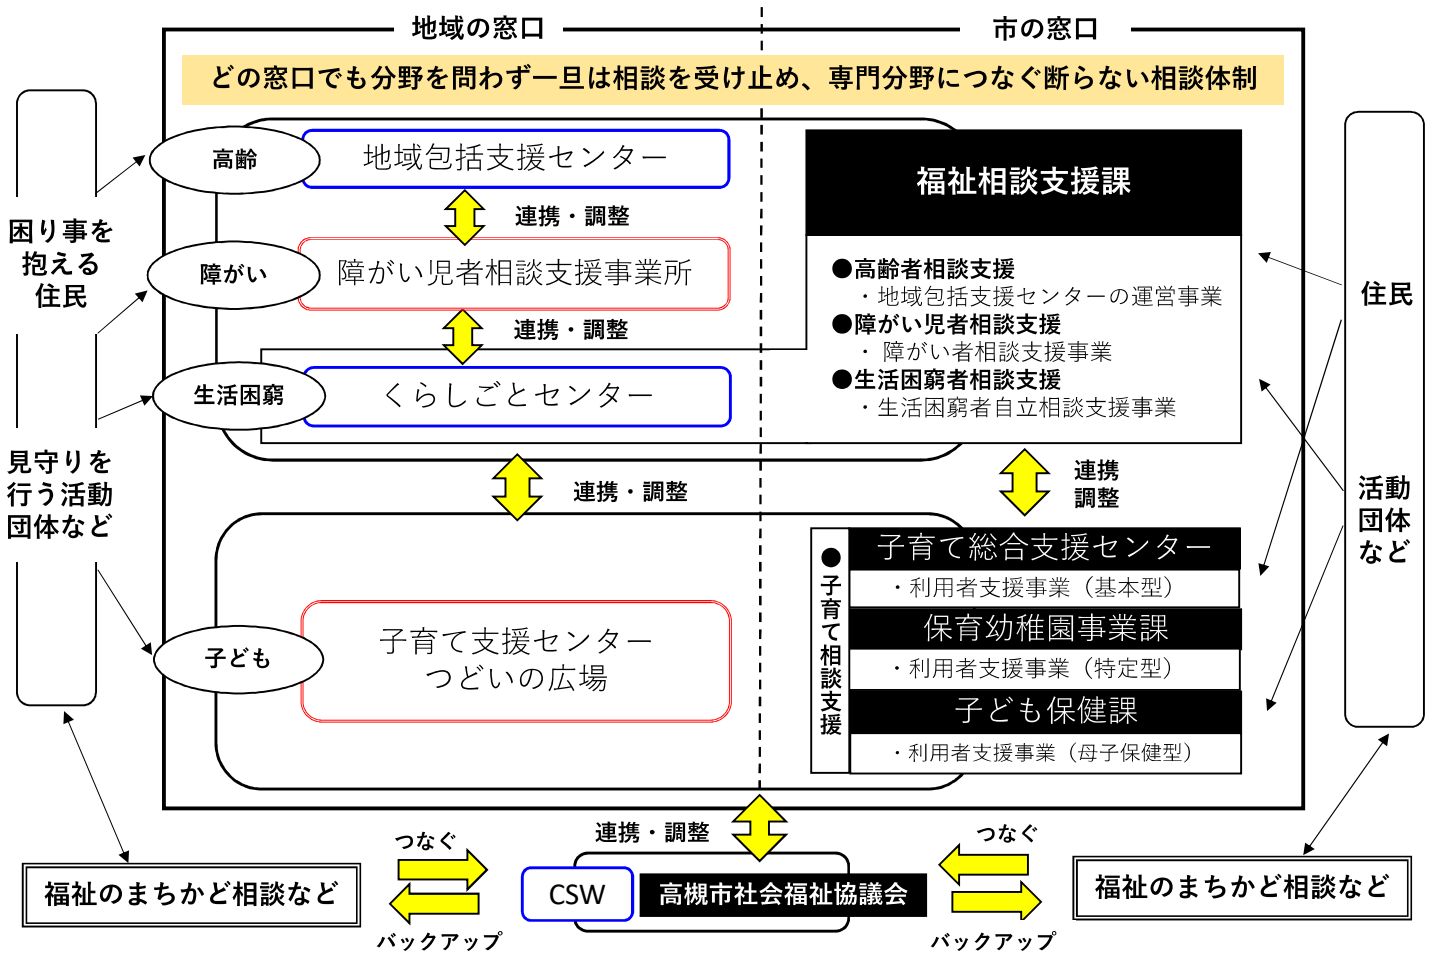 地域の窓口
市の窓口
どの窓口でも分野を問わず一旦は相談を受け止め、専門分野につなぐ断らない相談体制
困り事を
抱える
住民
見守りを
行う活動
団体など
高齢
地域包括支援センター
連携・調整
障がい
障がい児者相談支援事業所
連携・調整
生活困窮
くらしごとセンター
福祉相談支援課
●高齢者相談支援
・地域包括支援センターの運営事業
●障がい児者相談支援
・ 障がい者相談支援事業
●生活困窮者相談支援
・生活困窮者自立相談支援事業
連携・調整
連携
調整
子ども
子育て支援センター
つどいの広場
●子育て相談支援
子育て総合支援センター
・利用者支援事業（基本型）
保育幼稚園事業課
・利用者支援事業（特定型）
子ども保健課
・利用者支援事業（母子保健型）
住民
活動
団体
など
連携・調整
福祉のまちかど相談など
つなぐ
バックアップ
CSW
高槻市社会福祉協議会
つなぐ
バックアップ
福祉のまちかど相談など